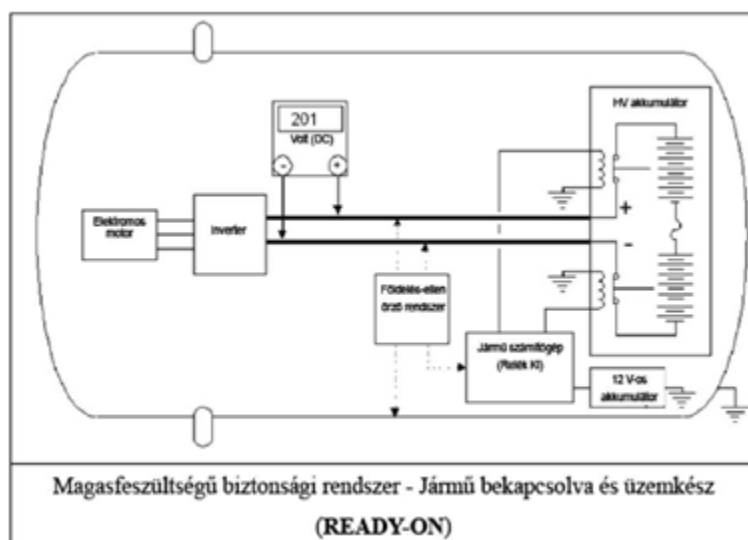 HV akkumulátor
201
Volt (DC)
-
+
Elektromos
motor
Inverter
+
-
Földelés-ellen
őrző rendszer
Jármű számítógép
(Relék KI)
12 V-os
akkumulátor
Magasfeszültségű biztonsági rendszer - Jármű bekapcsolva és üzemkész
(READY-ON)